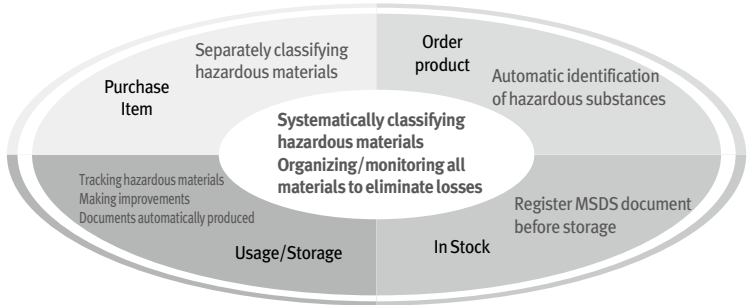 Purchase
Item
Separately classifying
hazardous materials
Order
product
Automatic identification
of hazardous substances
Systematically classifying
hazardous materials
Organizing/monitoring all
materials to eliminate losses
Tracking hazardous materials
Making improvements
Documents automatically produced
Usage/Storage
In Stock
Register MSDS document
before storage